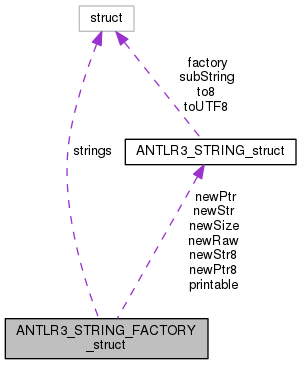 struct
factory
subString
to8
toUTF8
strings
ANTLR3_STRING_struct
newPtr
newStr
newSize
newRaw
newStr8
newPtr8
printable
ANTLR3_STRING_FACTORY
_struct